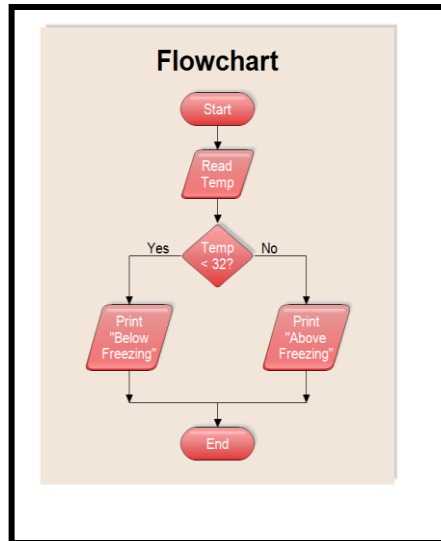 Flowchart
Start
Read
Temp
Temp
< 32?
Yes
No
Print
"Below
Freezing"
Print
"Above
Freezing"
End